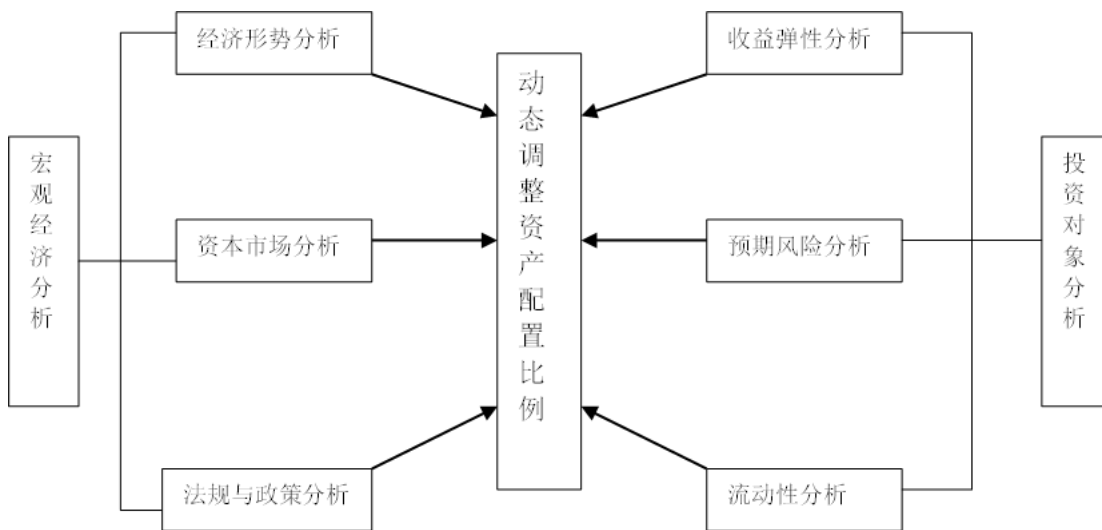 宏观经济分析
经济形势分析
资本市场分析
法规与政策分析
动态调整资产配置比例
收益弹性分析
预期风险分析
流动性分析
投资对象分析